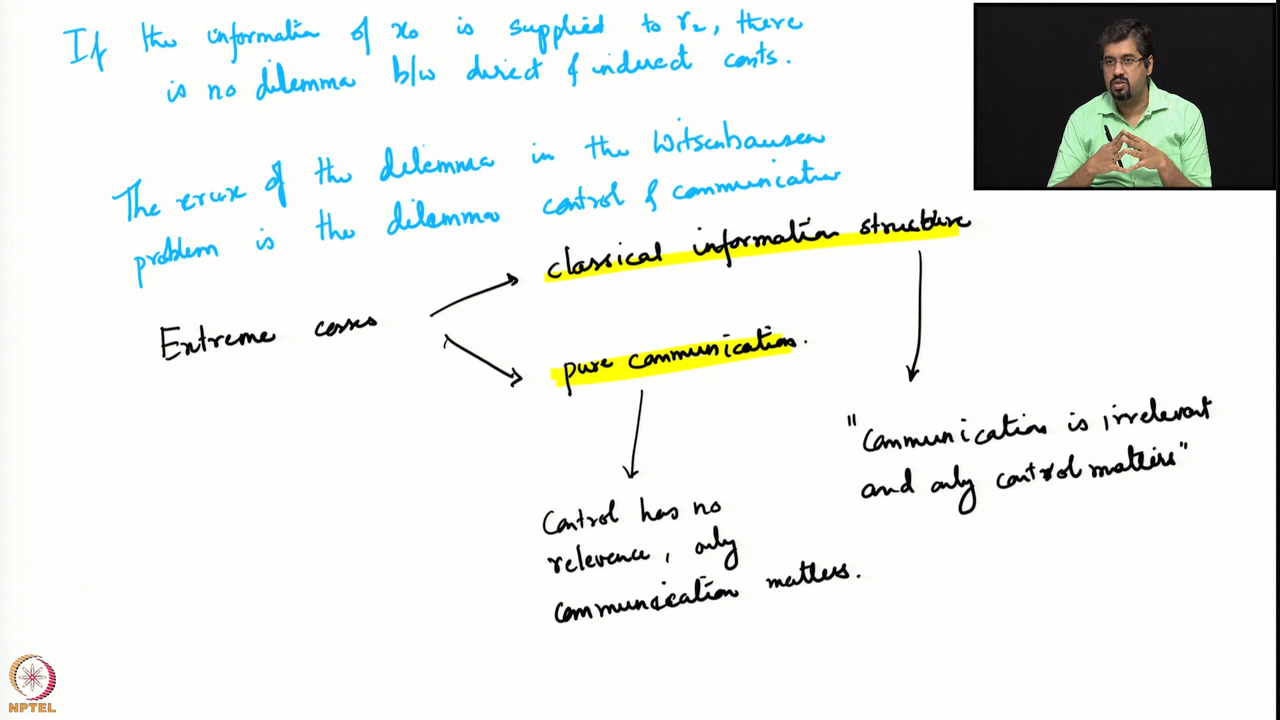 If the information of x₀ is supplied to γ₂, there
is no dilemma b/w direct & indirect costs.
The crux of the dilemma in the Witsenhausen
problem is the dilemma control & communication
classical information structure
Extreme cases
pure communication.
"Communication is irrelevant
and only control matters"
Control has no
relevence, only
communication matters.
NPTEL